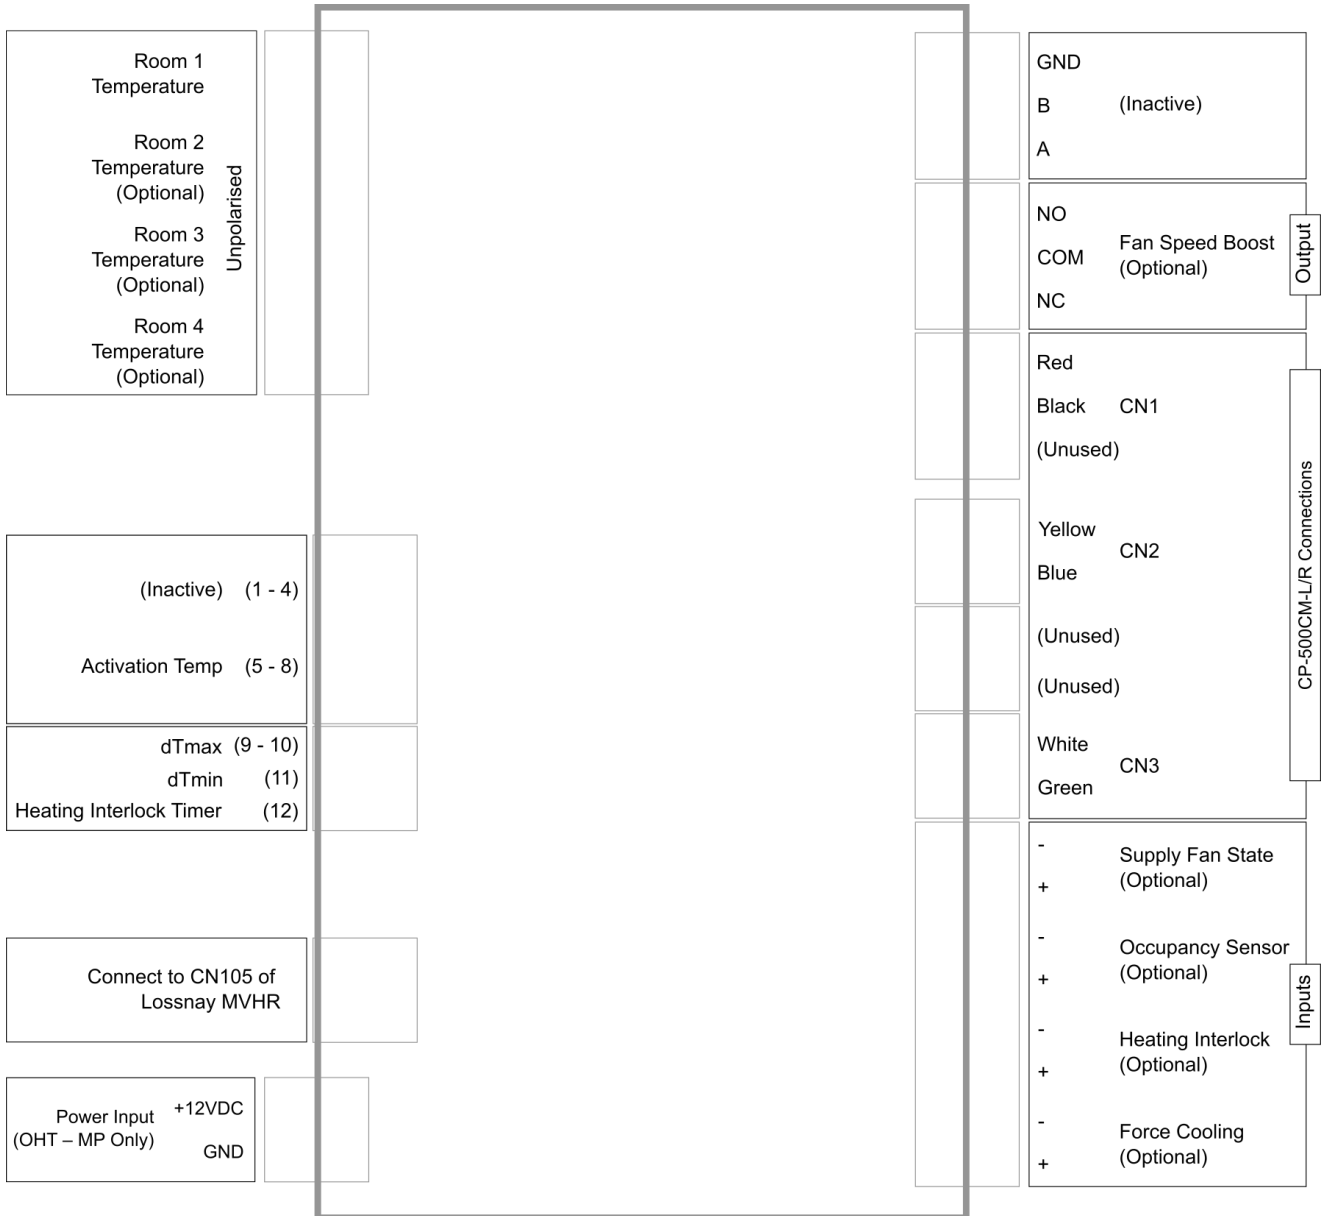 Room 1
Temperature
Room 2
Temperature
(Optional)
Room 3
Temperature
(Optional)
Room 4
Temperature
(Optional)
Unpolarised
(Inactive) (1 - 4)
Activation Temp (5 - 8)
dTmax (9 - 10)
dTmin (11)
Heating Interlock Timer (12)
Connect to CN105 of
Lossnay MVHR
Power Input
(OHT – MP Only)
+12VDC
GND
GND
B (Inactive)
A
NO
COM
NC
Fan Speed Boost
(Optional)
Output
Red
Black CN1
(Unused)
Yellow
Blue
CN2
(Unused)
(Unused)
White
Green
CN3
CP-500CM-L/R Connections
-
+
Supply Fan State
(Optional)
-
+
Occupancy Sensor
(Optional)
-
+
Heating Interlock
(Optional)
-
+
Force Cooling
(Optional)
Inputs